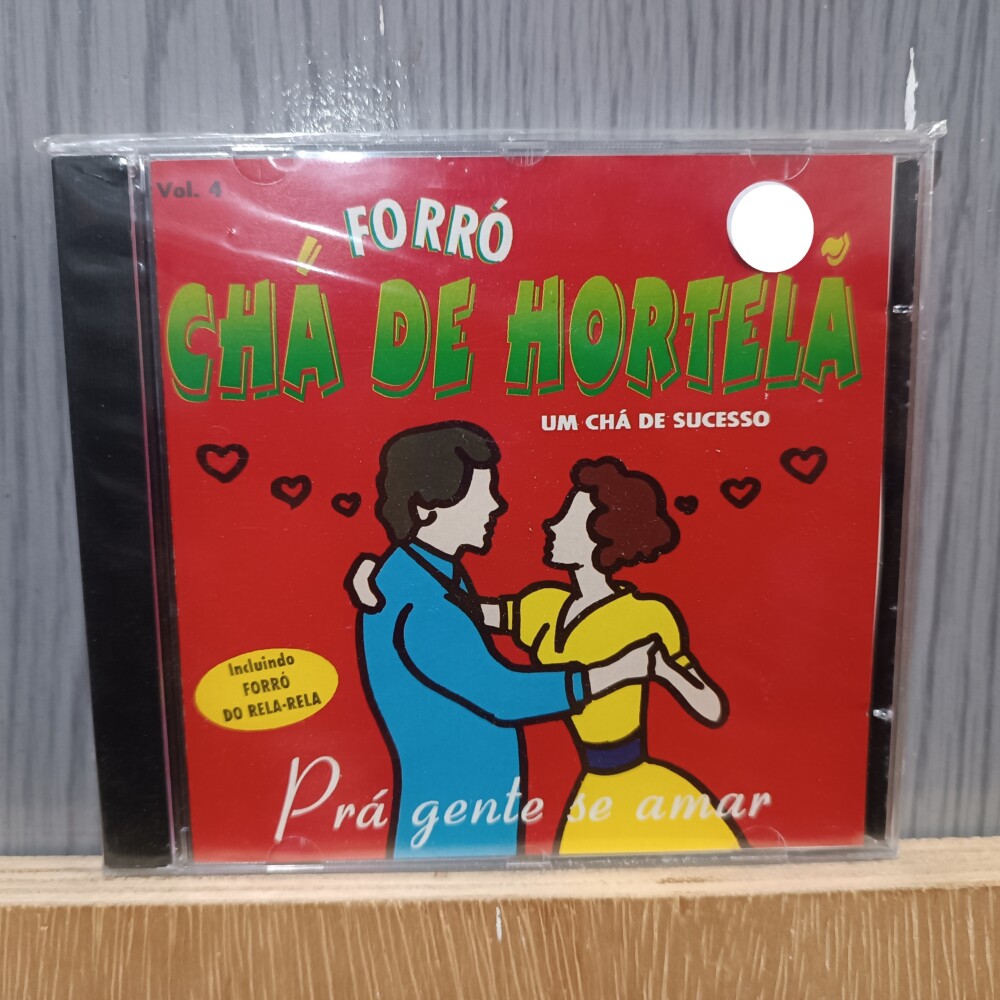 Vol. 4
FORRÓ
CHÁ DE HORTELÃ
UM CHÁ DE SUCESSO
Incluindo
FORRÓ
DO RELA-RELA
Prá gente se amar